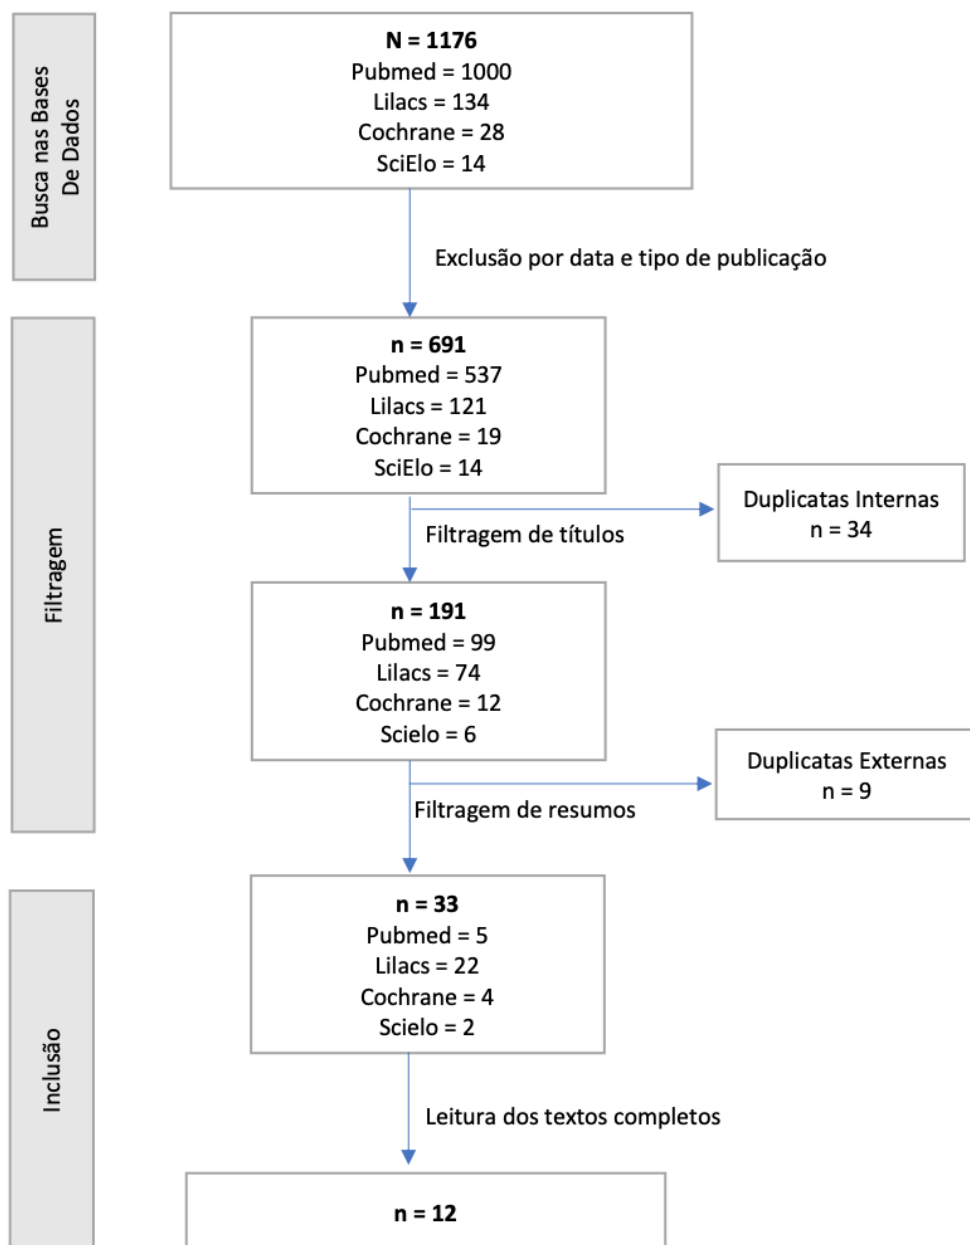 Busca nas Bases
De Dados
N = 1176
Pubmed = 1000
Lilacs = 134
Cochrane = 28
SciElo = 14
Exclusão por data e tipo de publicação
Filtragem
n = 691
Pubmed = 537
Lilacs = 121
Cochrane = 19
SciElo = 14
Duplicatas Internas
n = 34
Filtragem de títulos
n = 191
Pubmed = 99
Lilacs = 74
Cochrane = 12
Scielo = 6
Duplicatas Externas
n = 9
Filtragem de resumos
Inclusão
n = 33
Pubmed = 5
Lilacs = 22
Cochrane = 4
Scielo = 2
Leitura dos textos completos
n = 12